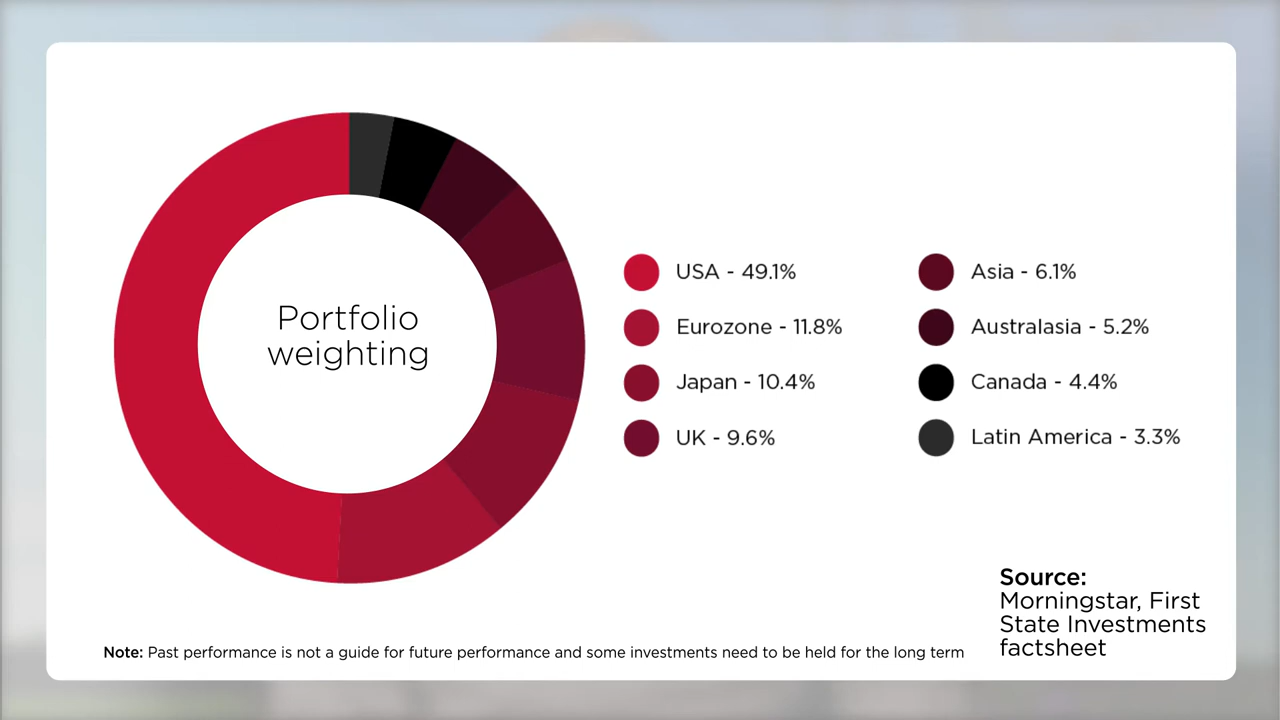 Portfolio
weighting
USA - 49.1%
Eurozone - 11.8%
Japan - 10.4%
UK - 9.6%
Asia - 6.1%
Australasia - 5.2%
Canada - 4.4%
Latin America - 3.3%
Source:
Morningstar, First
State Investments
factsheet
Note: Past performance is not a guide for future performance and some investments need to be held for the long term